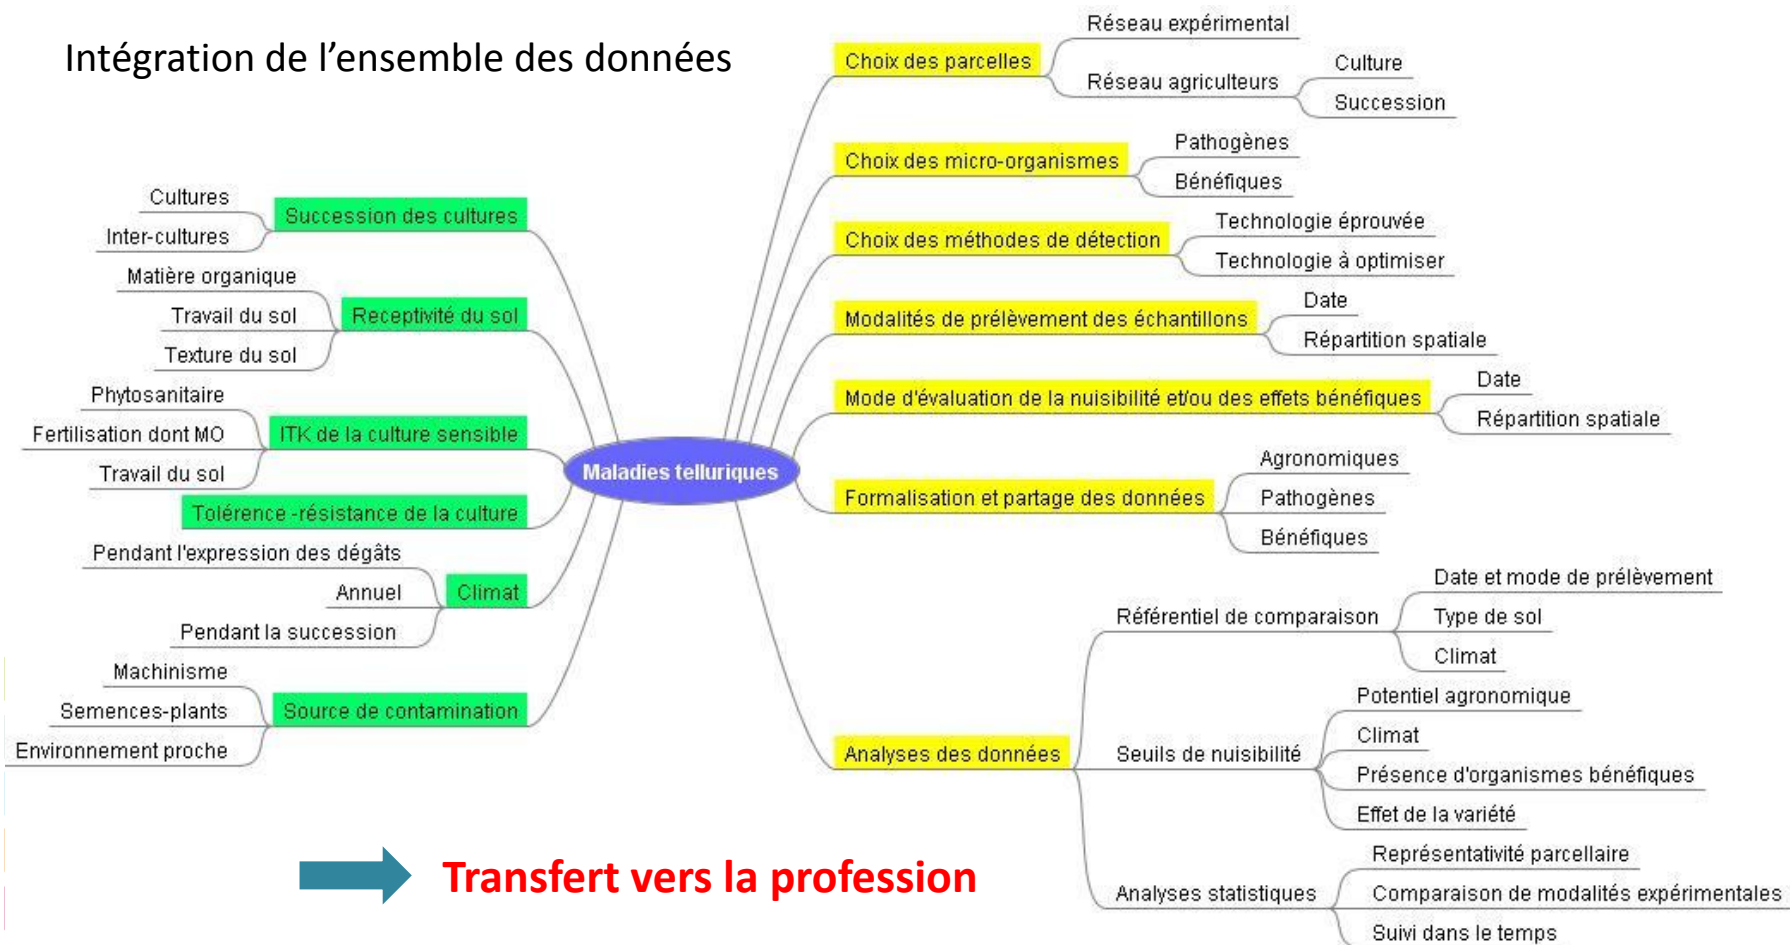 Intégration de l’ensemble des données
Cultures
Inter-cultures
Succession des cultures
Matière organique
Travail du sol
Texture du sol
Receptivité du sol
Phytosanitaire
Fertilisation dont MO
Travail du sol
ITK de la culture sensible
Tolérence -résistance de la culture
Pendant l'expression des dégâts
Annuel
Pendant la succession
Climat
Machinisme
Semences-plants
Environnement proche
Source de contamination
Maladies telluriques
Choix des parcelles
Réseau expérimental
Réseau agriculteurs
Culture
Succession
Choix des micro-organismes
Pathogènes
Bénéfiques
Choix des méthodes de détection
Technologie éprouvée
Technologie à optimiser
Modalités de prélèvement des échantillons
Date
Répartition spatiale
Mode d'évaluation de la nuisibilité et/ou des effets bénéfiques
Date
Répartition spatiale
Formalisation et partage des données
Agronomiques
Pathogènes
Bénéfiques
Analyses des données
Référentiel de comparaison
Date et mode de prélèvement
Type de sol
Climat
Seuils de nuisibilité
Potentiel agronomique
Climat
Présence d'organismes bénéfiques
Effet de la variété
Analyses statistiques
Représentativité parcellaire
Comparaison de modalités expérimentales
Suivi dans le temps
Transfert vers la profession